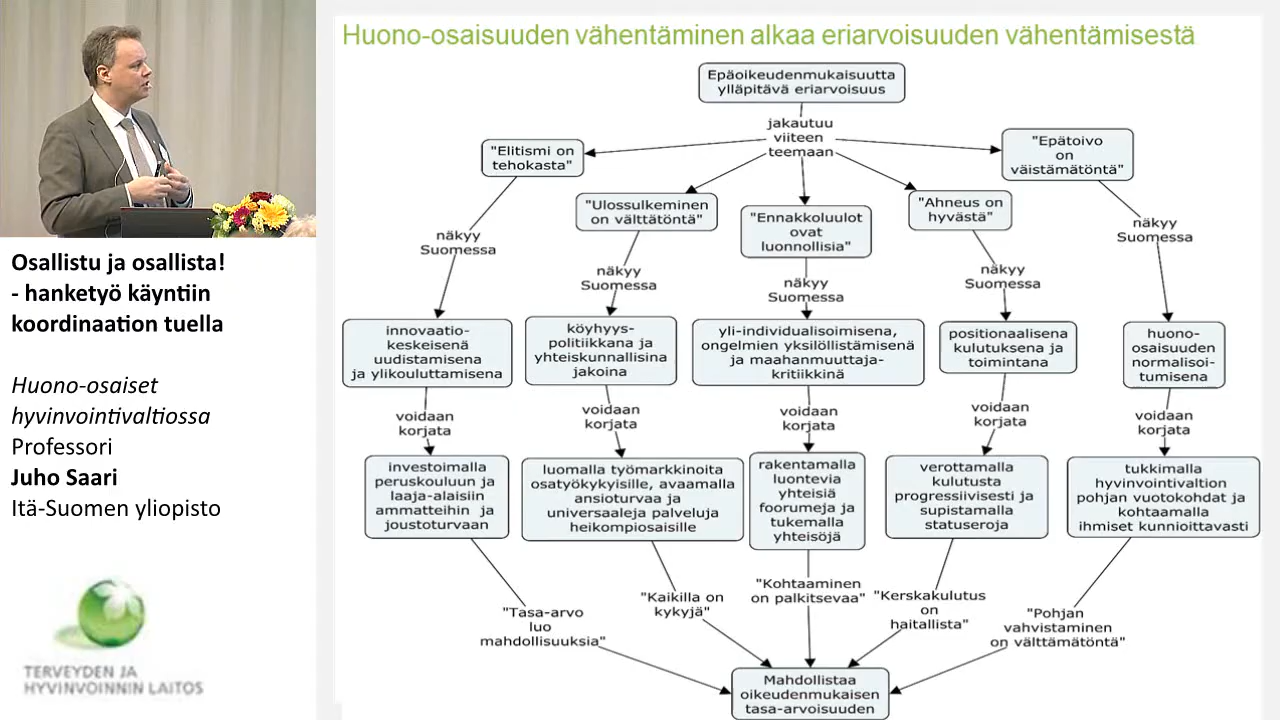 Huono-osaisuuden vähentäminen alkaa eriarvoisuuden vähentämisestä
Epäoikeudenmukaisuutta
ylläpitävä eriarvoisuus
jakautuu
viiteen
teemaan
"Elitismi on
tehokasta"
"Ulossulkeminen
on välttätöntä"
"Ennakkoluulot
ovat
luonnollisia"
"Ahneus on
hyvästä"
"Epätoivo
on
väistämätöntä"
näkyy
Suomessa
näkyy
Suomessa
näkyy
Suomessa
näkyy
Suomessa
näkyy
Suomessa
innovaatio-
keskeisenä
uudistamisena
ja ylikouluttamisena
köyhyys-
politiikkana ja
yhteiskunnallisina
jakoina
yli-individualisoimisena,
ongelmien yksilöllistämisenä
ja maahanmuuttaja-
kritiikkinä
positionaalisena
kulutuksena ja
toimintana
huono-
osaisuuden
normalisoi-
tumisena
voidaan
korjata
voidaan
korjata
voidaan
korjata
voidaan
korjata
voidaan
korjata
investoimalla
peruskouluun ja
laaja-alaisiin
ammatteihin ja
joustoturvaan
luomalla työmarkkinoita
osatyökykyisille, avaamalla
ansioturvaa ja
universaaleja palveluja
heikompiosaisille
rakentamalla
luontevia
yhteisiä
foorumeja ja
tukemalla
yhteisöjä
verottamalla
kulutusta
progressiivisesti ja
supistamalla
statuseroja
tukkimalla
hyvinvointivaltion
pohjan vuotokohdat ja
kohtaamalla
ihmiset kunnioittavasti
"Tasa-arvo
luo
mahdollisuuksia"
"Kaikilla on
kykyjä"
"Kohtaaminen
on palkitsevaa"
"Kerskakulutus
on
haitallista"
"Pohjan
vahvistaminen
on välttämätöntä"
Mahdollistaa
oikeudenmukaisen
tasa-arvoisuuden
Osallistu ja osallista!
- hanketyö käyntiin
koordinaation tuella
Huono-osaiset
hyvinvointivaltiossa
Professori
Juho Saari
Itä-Suomen yliopisto
TERVEYDEN JA
HYVINVOINNIN LAITOS